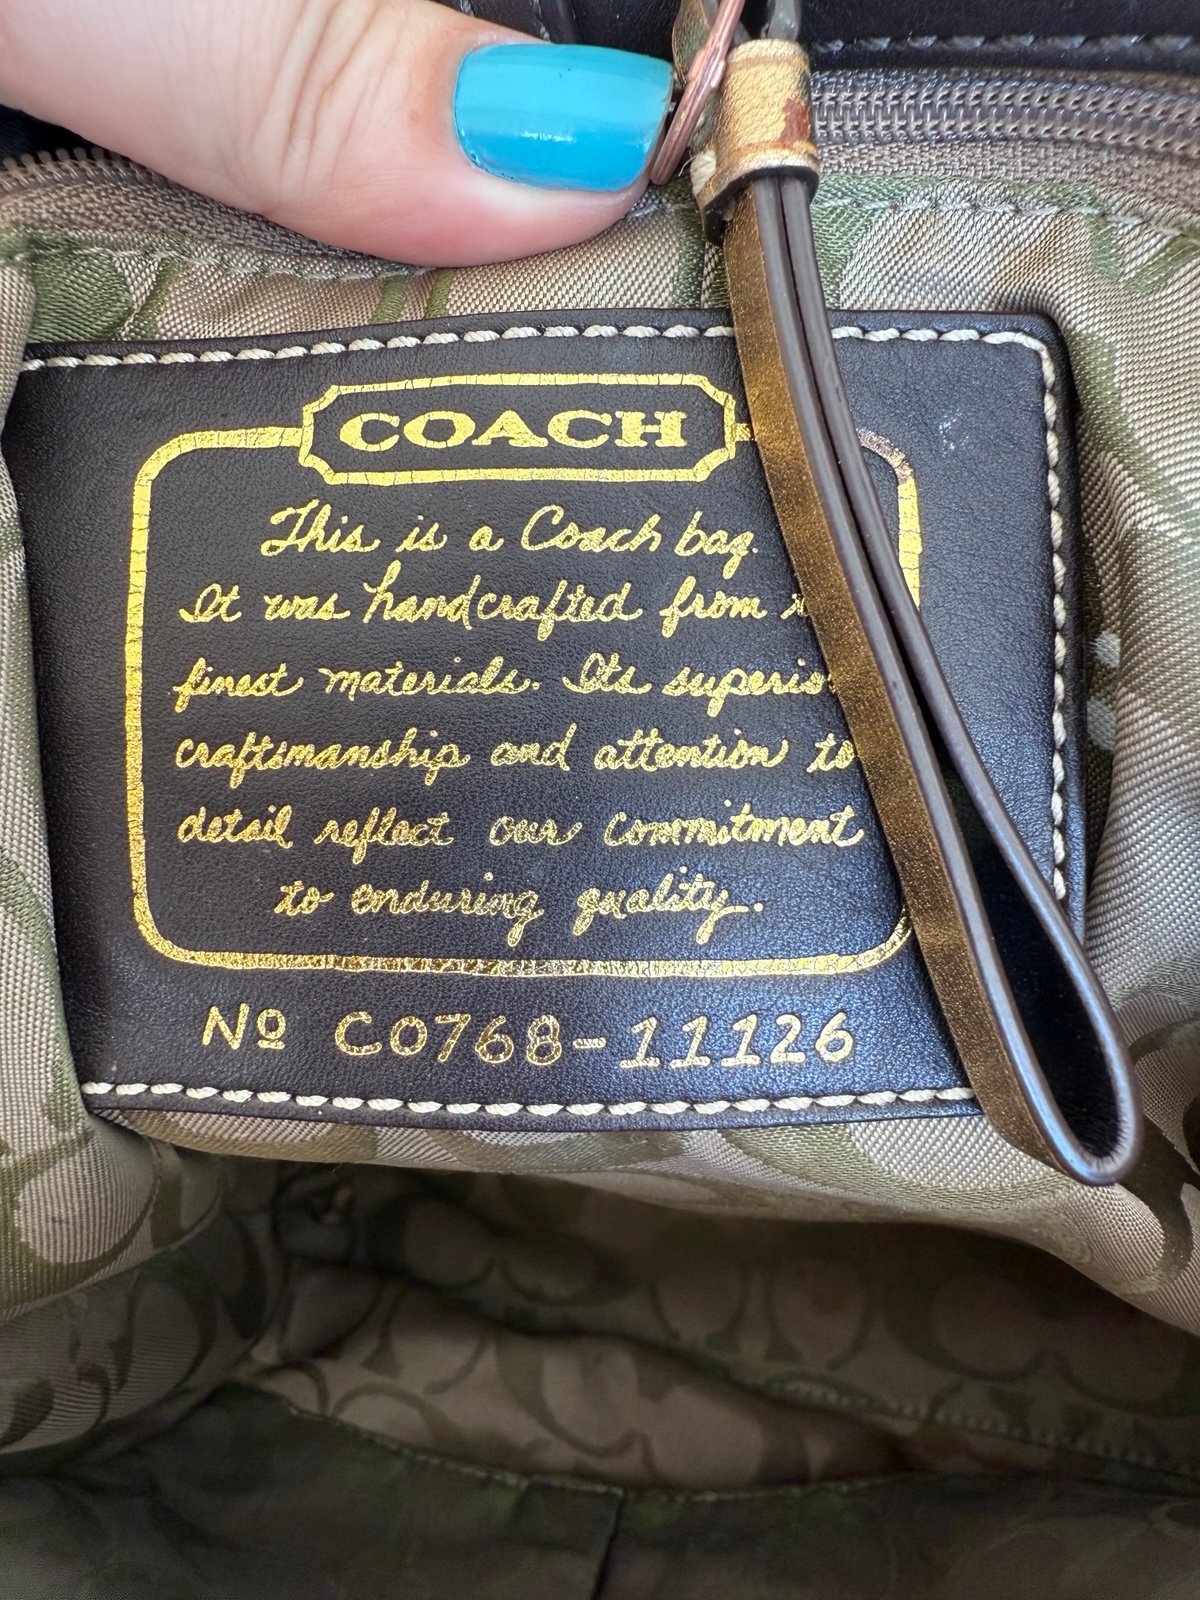 COACH
This is a Coach bag.
It was handcrafted from
finest materials. Its
craftsmanship and attention to
detail reflect our commitment
to enduring quality.
Nº C0768-11126